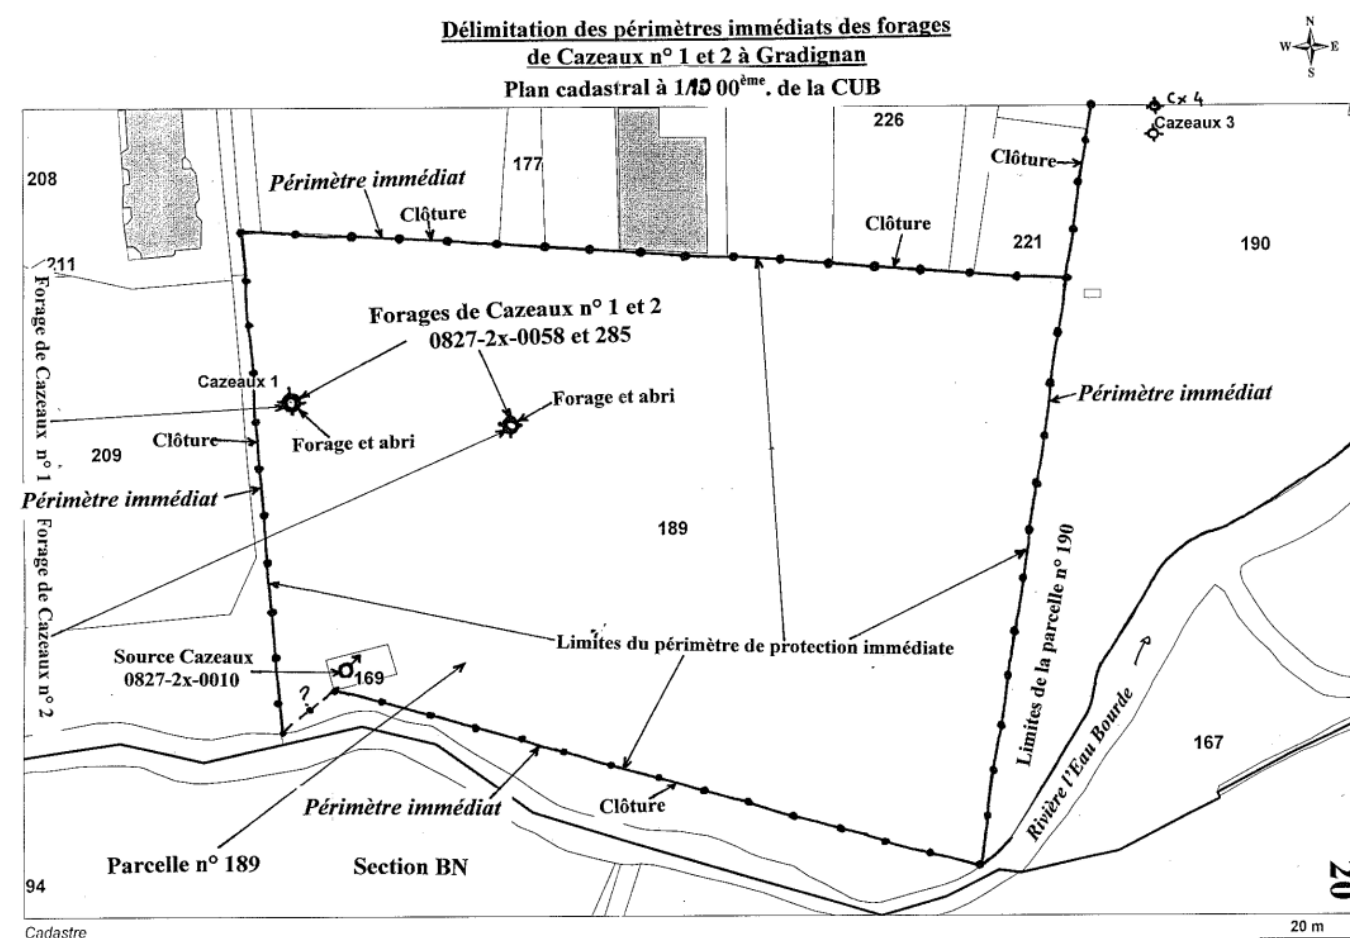 Délimitation des périmètres immédiats des forages
de Cazeaux n° 1 et 2 à Gradignan
Plan cadastral à 1/1000ème. de la CUB
N
W E
S
Cx 4
Cazeaux 3
226
Clôture
177
208
Périmètre immédiat
Clôture
Clôture
221
190
211
Forages de Cazeaux n° 1 et 2
0827-2x-0058 et 285
Cazeaux 1
Forage et abri
Périmètre immédiat
Clôture
Forage et abri
209
Périmètre immédiat
Forage de Cazeaux n° 1
Forage de Cazeaux n° 2
189
Limites de la parcelle n° 190
Limites du périmètre de protection immédiate
Source Cazeaux
0827-2x-0010
169
?
Rivière l'Eau Bourde
167
Périmètre immédiat
Clôture
Parcelle n° 189
Section BN
94
20
Cadastre
20 m